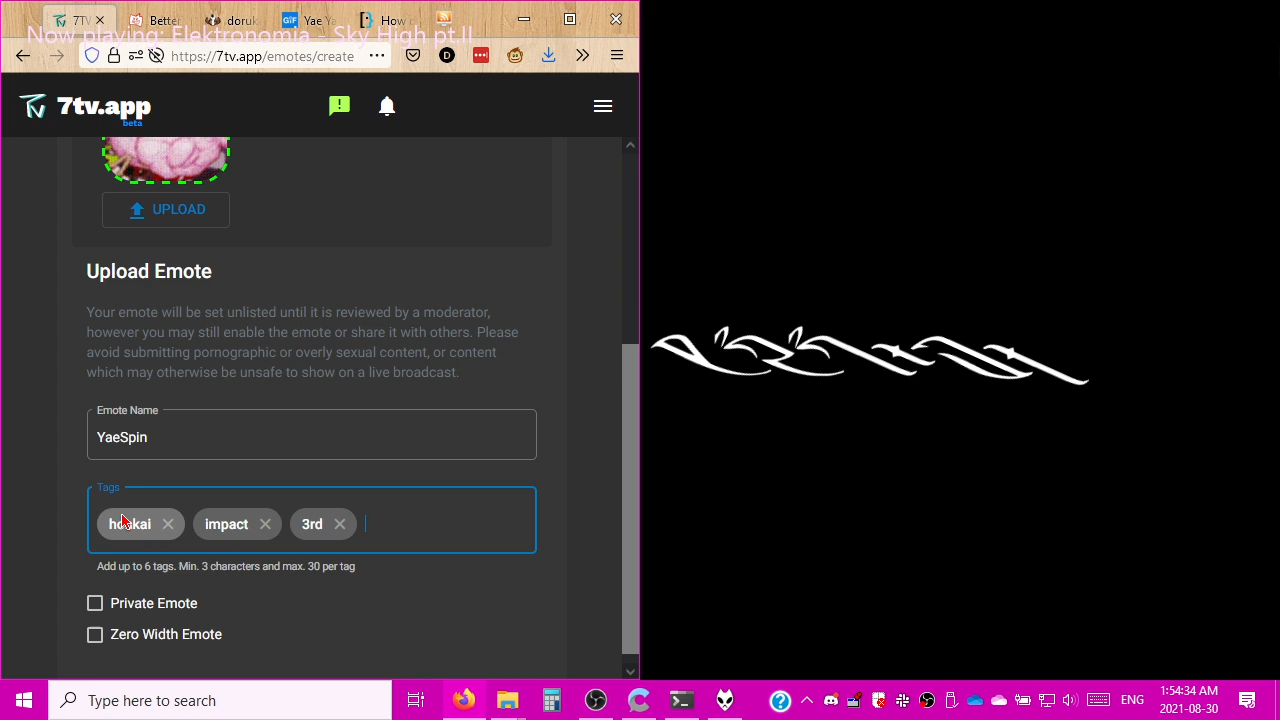 7TV
Better
.doruk
GIF Yae Ya
How
Now playing: Elektronomia - Sky High pt.II
https://7tv.app/emotes/create
D
7tv.app
beta
UPLOAD
Upload Emote
Your emote will be set unlisted until it is reviewed by a moderator,
however you may still enable the emote or share it with others. Please
avoid submitting pornographic or overly sexual content, or content
which may otherwise be unsafe to show on a live broadcast.
Emote Name
YaeSpin
Tags
impact
3rd
Add up to 6 tags. Min. 3 characters and max. 30 per tag
Private Emote
Zero Width Emote
Type here to search
ENG
1:54:34 AM
2021-08-30